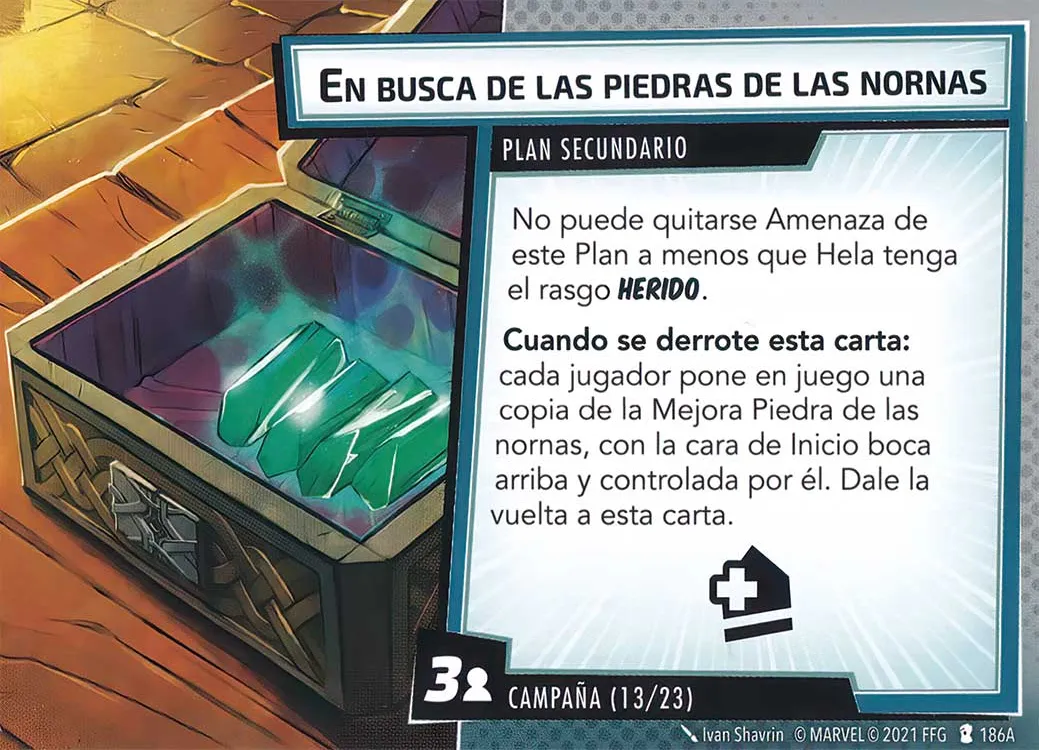 En busca de las piedras de las nornas
PLAN SECUNDARIO
No puede quitarse Amenaza de
este Plan a menos que Hela tenga
el rasgo HERIDO.
Cuando se derrote esta carta:
cada jugador pone en juego una
copia de la Mejora Piedra de las
nornas, con la cara de Inicio boca
arriba y controlada por él. Dale la
vuelta a esta carta.
3
CAMPAÑA (13/23)
Ivan Shavrin © MARVEL © 2021 FFG 186A